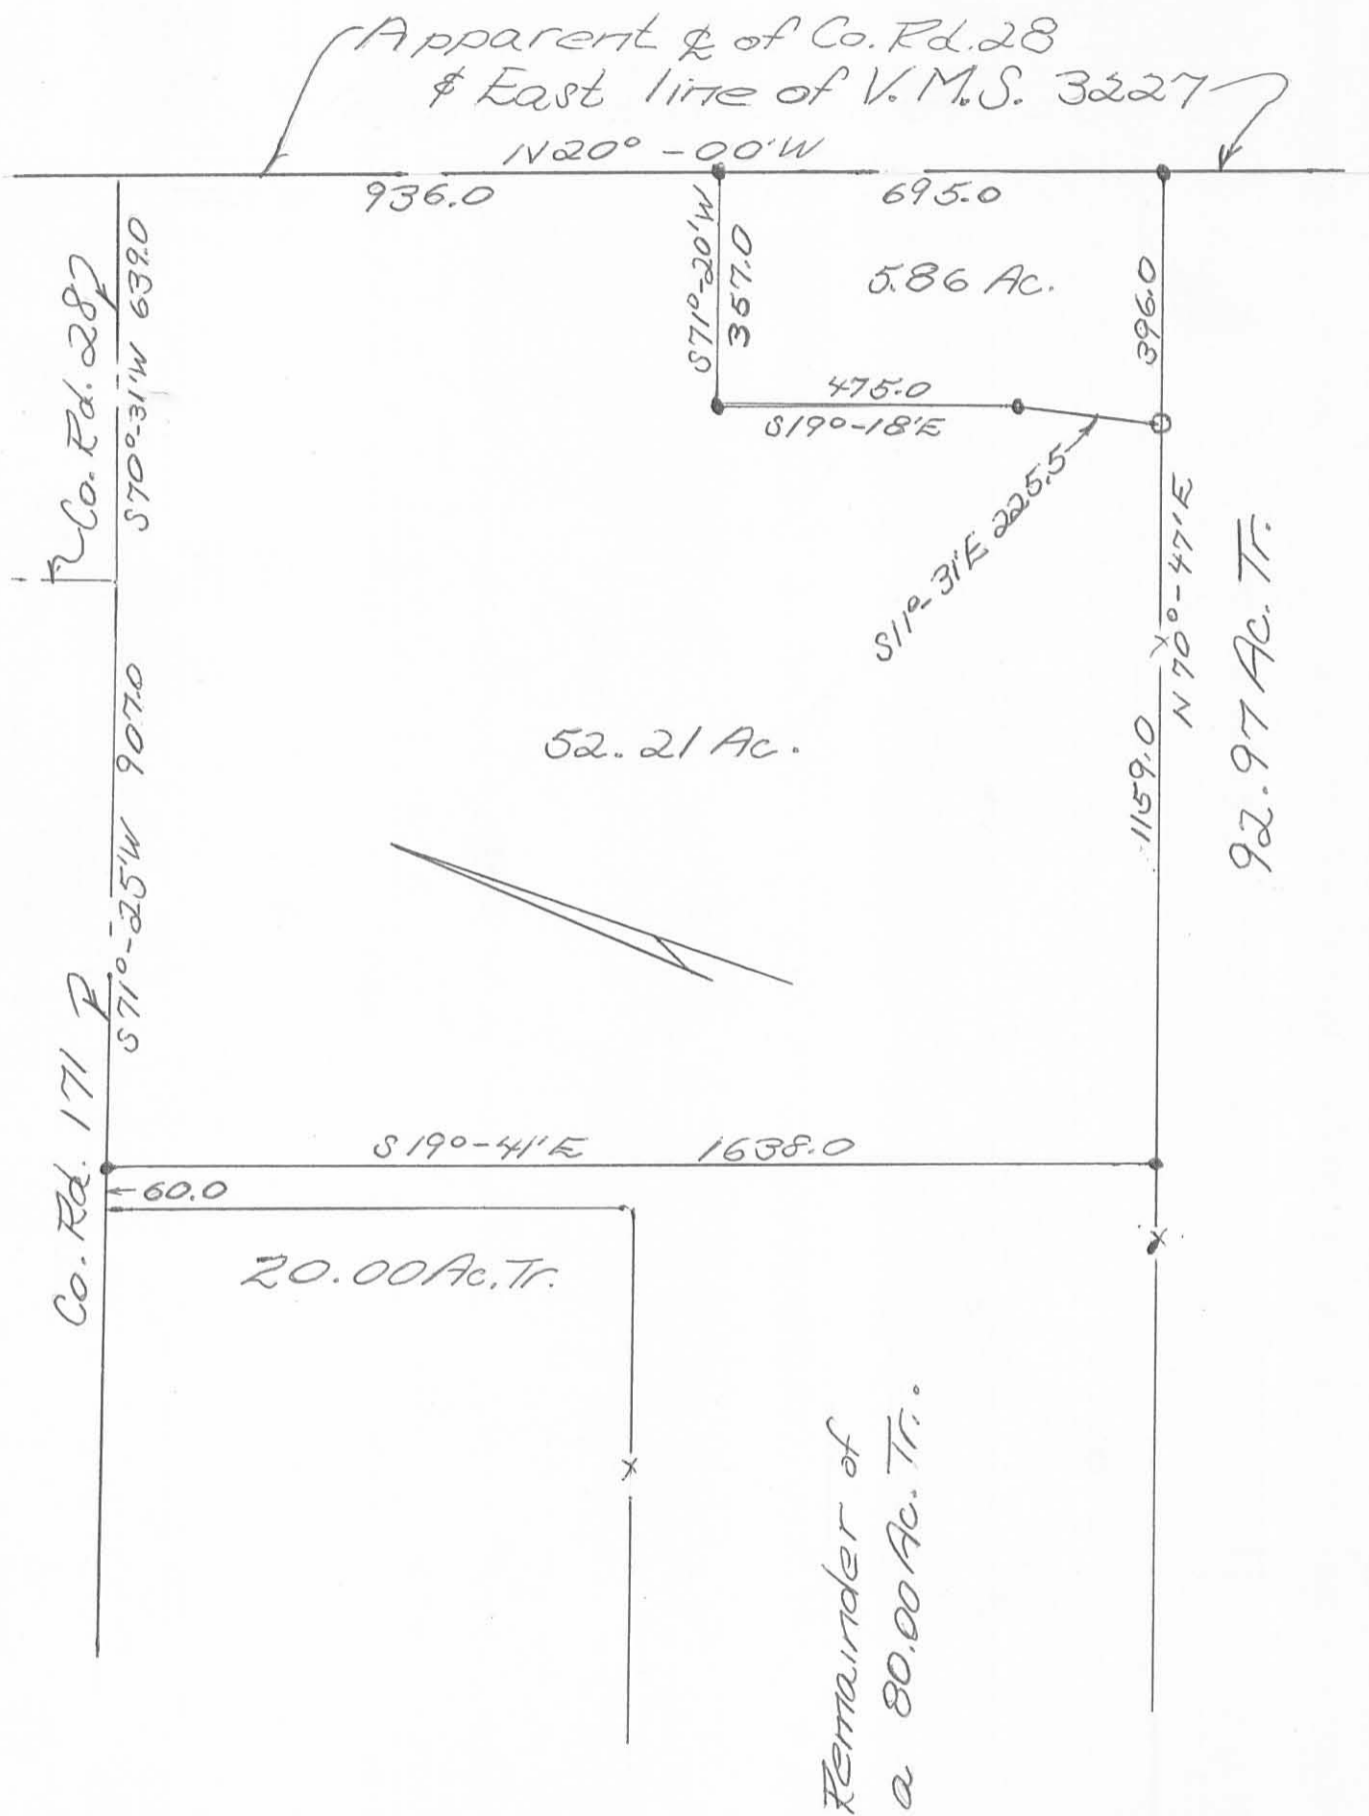 Apparent ℄ of Co. Rd. 28
& East line of V.M.S. 3227
N20°-00'W
936.0
695.0
S70°-31'W 639.0
Co. Rd. 28
S71°-20'W
357.0
5.86 Ac.
396.0
475.0
S19°-18'E
S11°-31'E 225.5
N70°-47'E
92.97 Ac. Tr.
1159.0
52.21 Ac.
S71°-25'W 907.0
Co. Rd. 171
S19°-41'E 1638.0
60.0
20.00 Ac. Tr.
Remainder of
a 80.00 Ac. Tr.